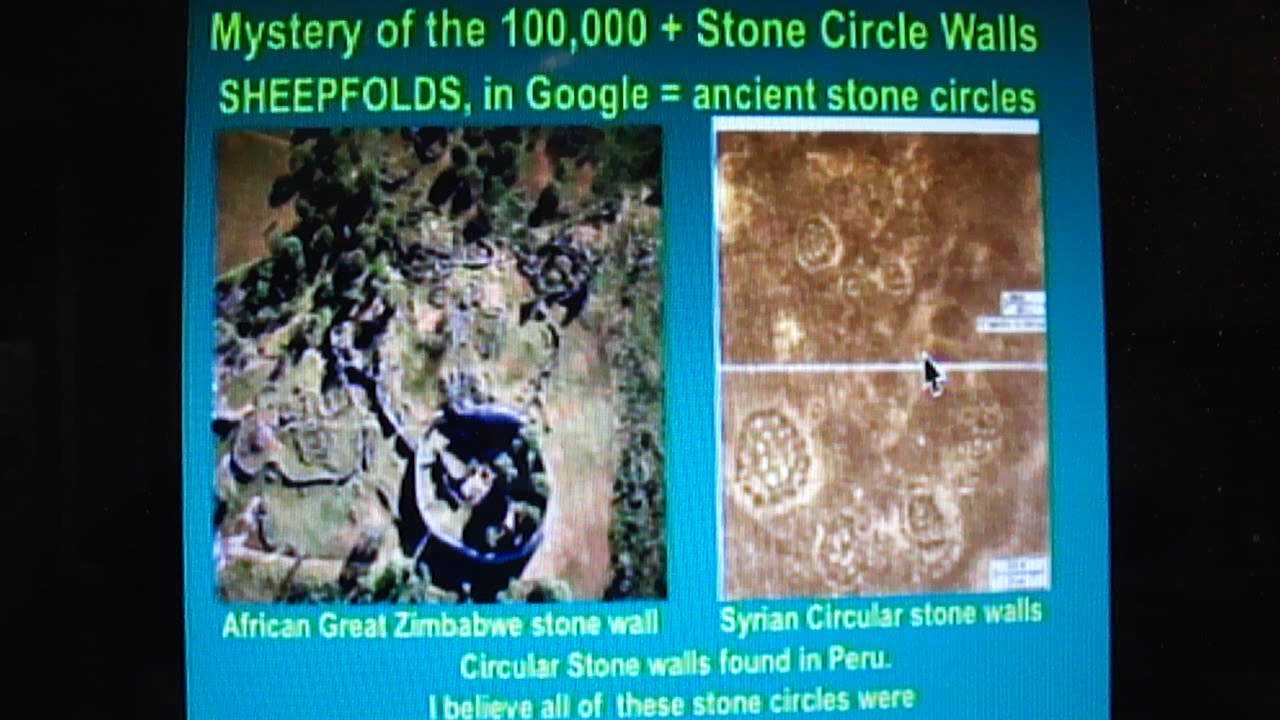 Mystery of the 100,000 + Stone Circle Walls
SHEEPFOLDS, in Google = ancient stone circles
African Great Zimbabwe stone wall
Syrian Circular stone walls
Circular Stone walls found in Peru.
I believe all of these stone circles were